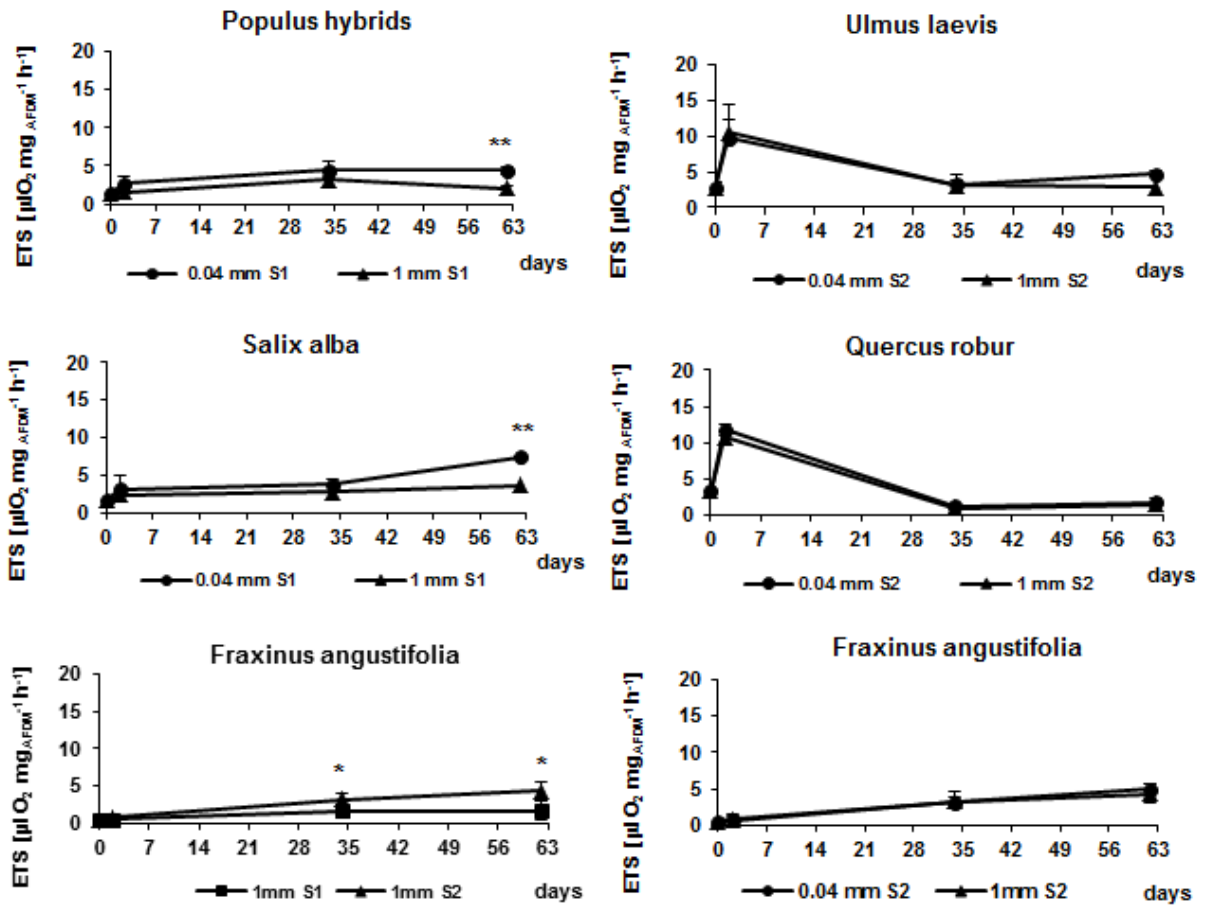 Populus hybrids
ETS [µlO₂ mg AFDM⁻¹ h⁻¹]
20
15
10
5
0
**
0 7 14 21 28 35 42 49 56 63
days
0.04 mm S1 1 mm S1
Ulmus laevis
ETS [µlO₂ mg AFDM⁻¹ h⁻¹]
20
15
10
5
0
0 7 14 21 28 35 42 49 56 63
days
0.04 mm S2 1mm S2
Salix alba
ETS [µlO₂ mg AFDM⁻¹ h⁻¹]
20
15
10
5
0
**
0 7 14 21 28 35 42 49 56 63
days
0.04 mm S1 1 mm S1
Quercus robur
ETS [µl O₂ mg AFDM⁻¹ h⁻¹]
20
15
10
5
0
0 7 14 21 28 35 42 49 56 63
days
0.04 mm S2 1 mm S2
Fraxinus angustifolia
ETS [µl O₂ mg AFDM⁻¹ h⁻¹]
20
15
10
5
0
* *
0 7 14 21 28 35 42 49 56 63
1mm S1 1mm S2 days
Fraxinus angustifolia
ETS [µl O₂ mg AFDM⁻¹ h⁻¹]
20
15
10
5
0
0 7 14 21 28 35 42 49 56 63
0.04 mm S2 1mm S2 days